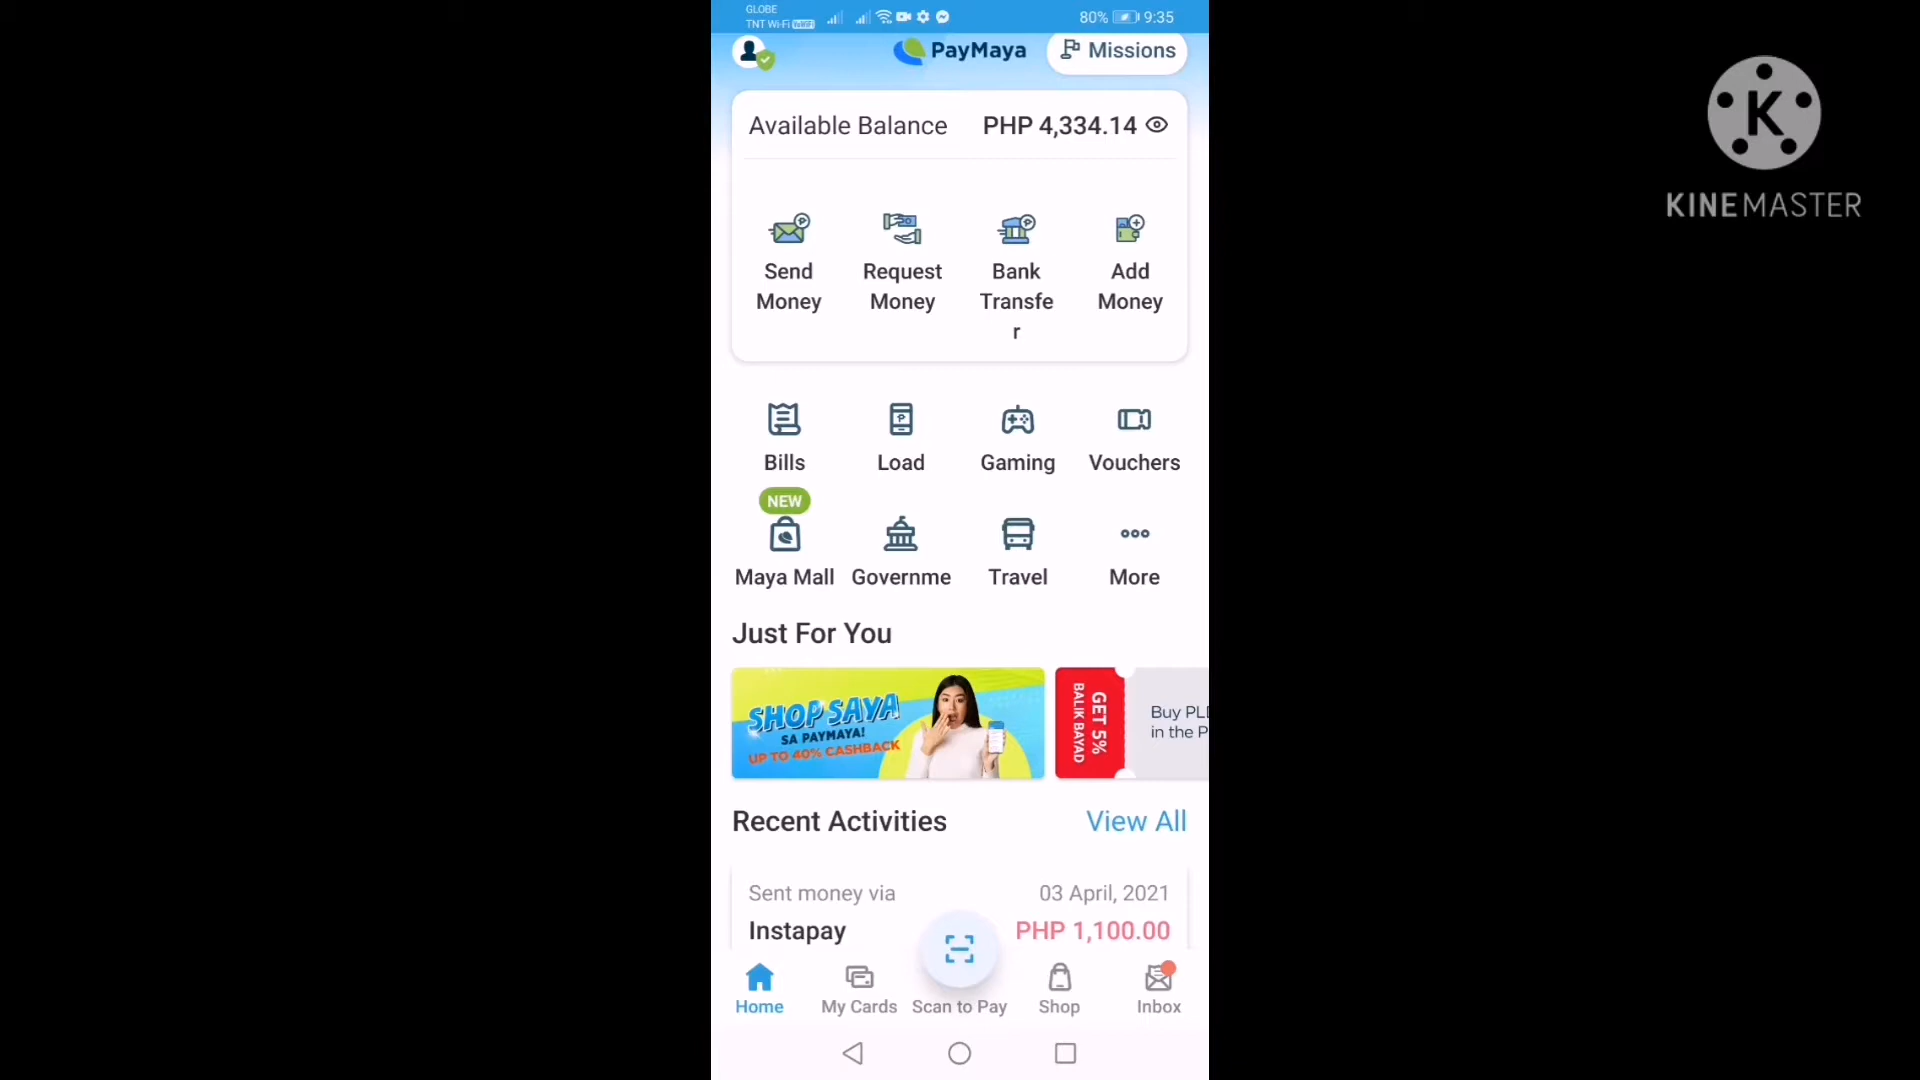 GLOBE
TNT Wi-Fi VoWiFi
80% 9:35
PayMaya
Missions
Available Balance PHP 4,334.14
Send Money
Request Money
Bank Transfe
r
Add Money
Bills
Load
Gaming
Vouchers
NEW
Maya Mall
Governme
Travel
More
Just For You
SHOP SAYA
SA PAYMAYA!
UP TO 40% CASHBACK
GET 5%
BALIK BAYAD
Buy PL
in the P
Recent Activities View All
Sent money via 03 April, 2021
Instapay PHP 1,100.00
Home
My Cards
Scan to Pay
Shop
Inbox
K
KINEMASTER